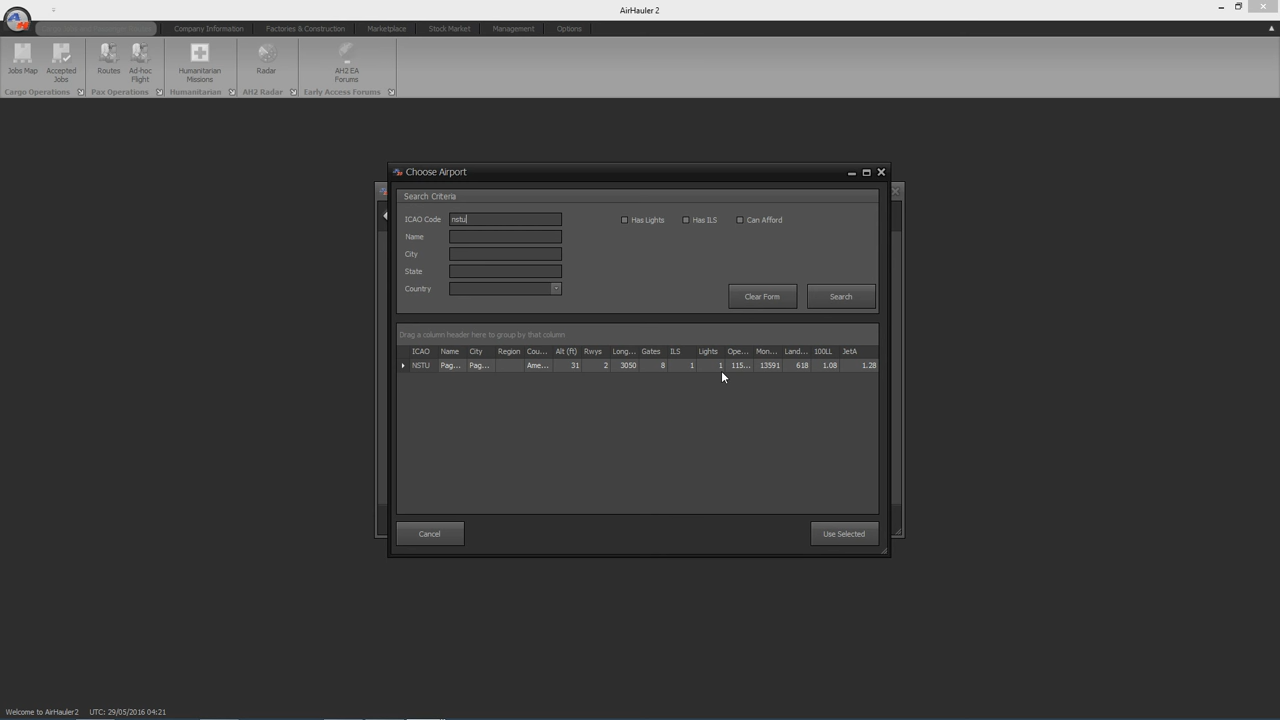 AirHauler 2
Company Information Factories & Construction Marketplace Stock Market Management Options
Jobs Map Accepted Jobs Routes Ad-hoc Flight Humanitarian Missions Radar AH2 EA Forums
Cargo Operations Pax Operations Humanitarian AH2 Radar Early Access Forums
Choose Airport
Search Criteria
ICAO Code nstu Has Lights Has ILS Can Afford
Name
City
State
Country
Clear Form Search
Drag a column header here to group by that column
ICAO Name City Region Cou... Alt (ft) Rwys Long... Gates ILS Lights Ope... Mon... Land... 100LL JetA
NSTU Pag... Pag... Ame... 31 2 3050 8 1 1 115... 13591 618 1.08 1.28
Cancel Use Selected
Welcome to AirHauler2 UTC: 29/05/2016 04:21